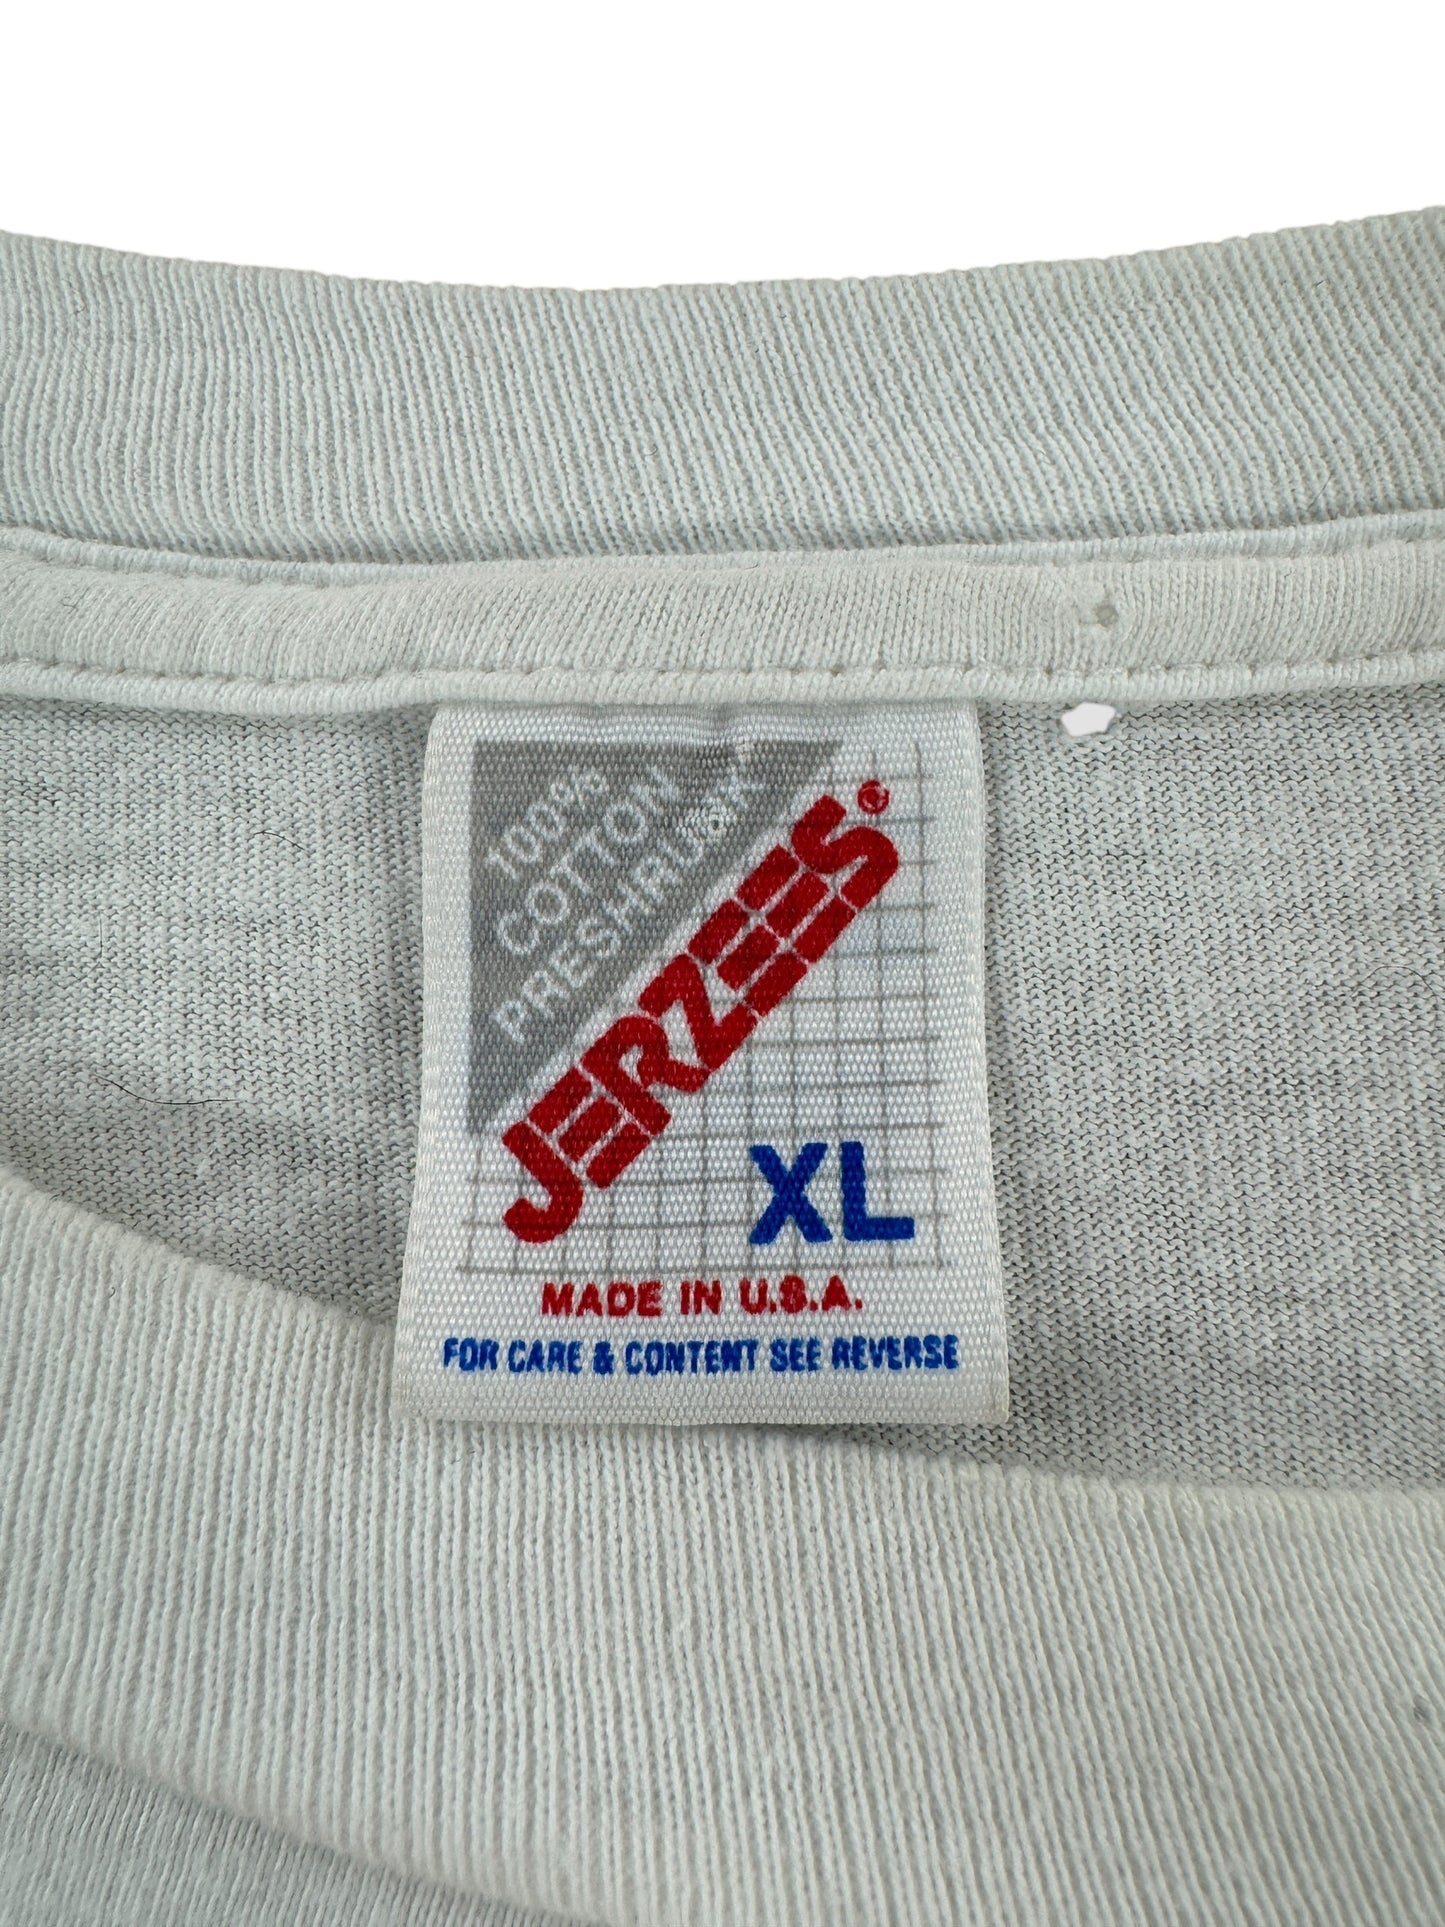 100%
COTTON
PRESHRUNK
JERZEES®
XL
MADE IN U.S.A.
FOR CARE & CONTENT SEE REVERSE